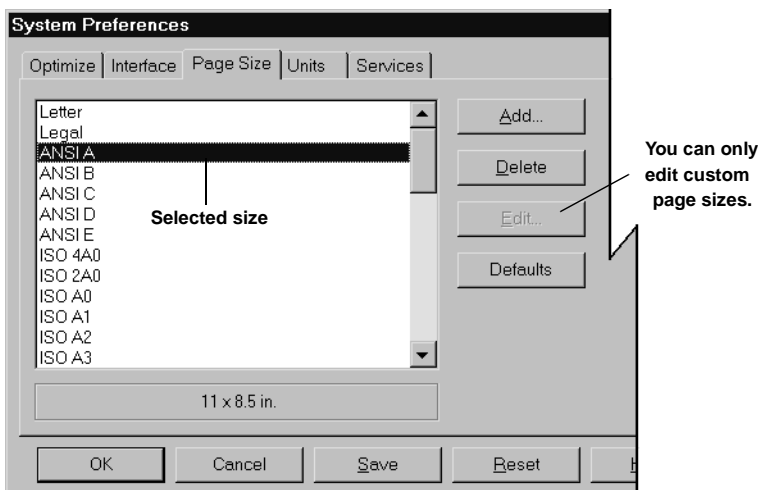 System Preferences
Optimize Interface Page Size Units Services
Letter
Legal
ANSI A
ANSI B
ANSI C
ANSI D
ANSI E
ISO 4A0
ISO 2A0
ISO A0
ISO A1
ISO A2
ISO A3
Selected size
11 x 8.5 in.
Add...
Delete
Edit...
Defaults
You can only
edit custom
page sizes.
OK Cancel Save Reset